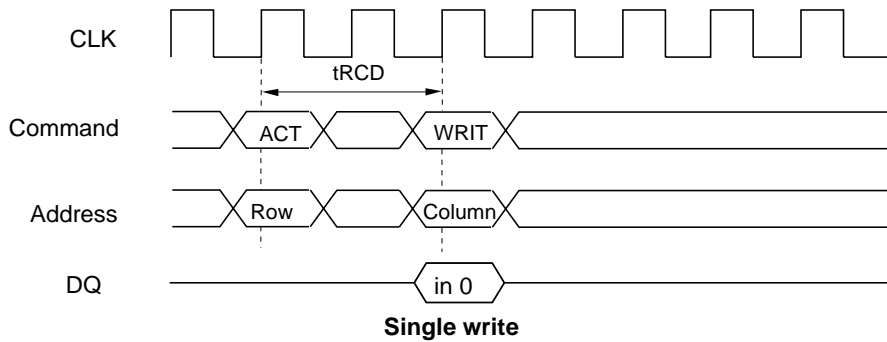 CLK
tRCD
Command
ACT
WRIT
Address
Row
Column
DQ
in 0
Single write